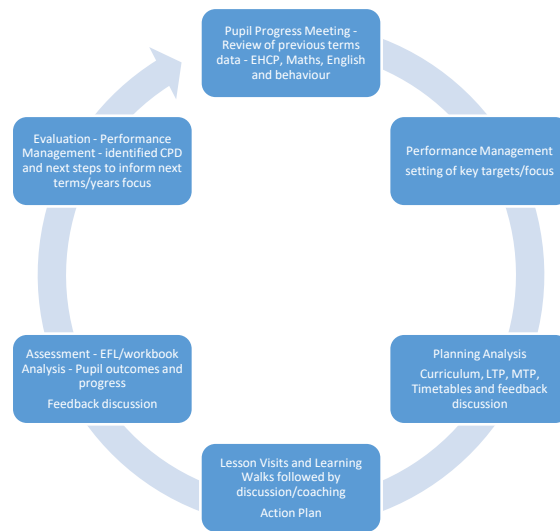 Pupil Progress Meeting -
Review of previous terms
data - EHCP, Maths, English
and behaviour
Performance Management
setting of key targets/focus
Planning Analysis
Curriculum, LTP, MTP,
Timetables and feedback
discussion
Lesson Visits and Learning
Walks followed by
discussion/coaching
Action Plan
Assessment - EFL/workbook
Analysis - Pupil outcomes and
progress
Feedback discussion
Evaluation - Performance
Management - identified CPD
and next steps to inform next
terms/years focus